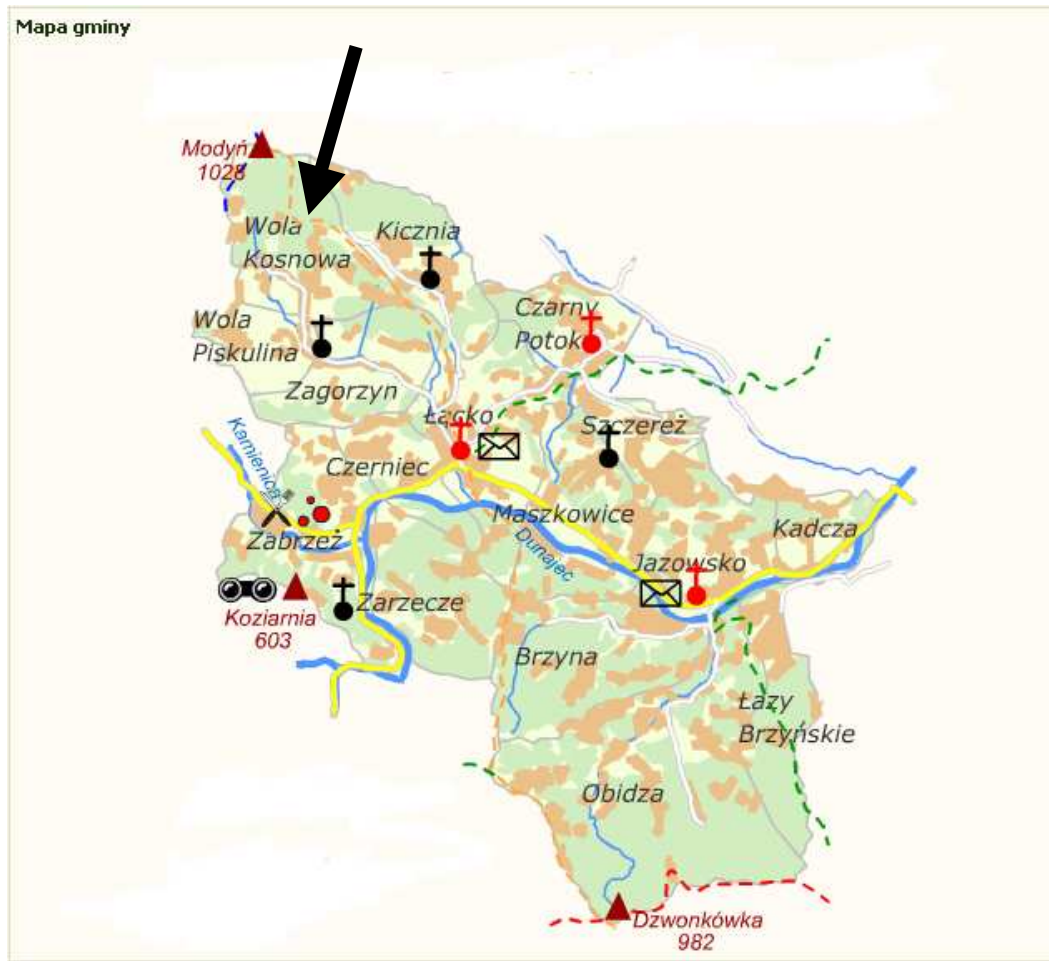 Mapa gminy
Modyń
1028
Wola
Kosnowa
Kicznia
Czarny
Potok
Wola
Piskulina
Zagorzyn
Łącko
Szczereż
Kamienica
Czerniec
Maszkowice
Kadcza
Zabrzeż
Dunajec
Jazowsko
Koziarnia
603
Zarzecze
Brzyna
Łazy
Brzyńskie
Obidza
Dzwonkówka
982